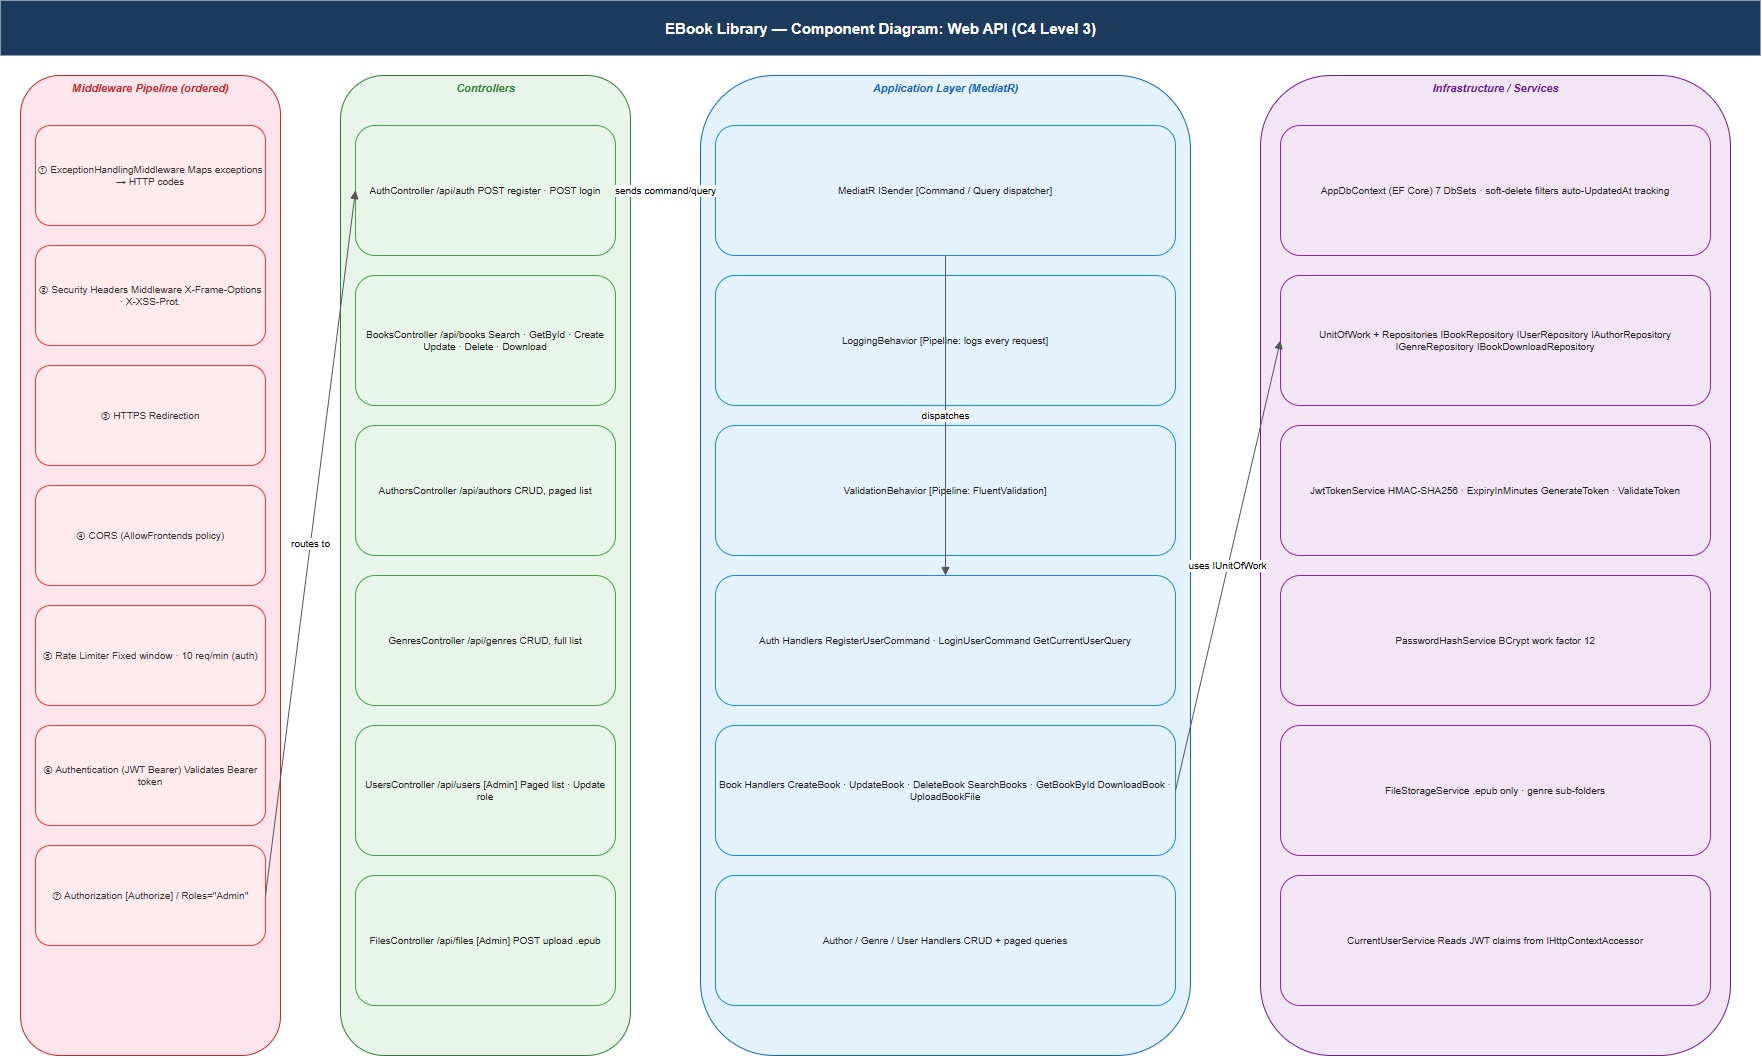 EBook Library — Component Diagram: Web API (C4 Level 3)
Middleware Pipeline (ordered)
① ExceptionHandlingMiddleware Maps exceptions
→ HTTP codes
② Security Headers Middleware X-Frame-Options
· X-XSS-Prot.
③ HTTPS Redirection
④ CORS (AllowFrontends policy)
⑤ Rate Limiter Fixed window · 10 req/min (auth)
⑥ Authentication (JWT Bearer) Validates Bearer
token
⑦ Authorization [Authorize] / Roles="Admin"
routes to
Controllers
AuthController /api/auth POST register · POST login
BooksController /api/books Search · GetById · Create
Update · Delete · Download
AuthorsController /api/authors CRUD, paged list
GenresController /api/genres CRUD, full list
UsersController /api/users [Admin] Paged list · Update
role
FilesController /api/files [Admin] POST upload .epub
sends command/query
Application Layer (MediatR)
MediatR ISender [Command / Query dispatcher]
LoggingBehavior [Pipeline: logs every request]
dispatches
ValidationBehavior [Pipeline: FluentValidation]
Auth Handlers RegisterUserCommand · LoginUserCommand GetCurrentUserQuery
Book Handlers CreateBook · UpdateBook · DeleteBook SearchBooks · GetBookById DownloadBook ·
UploadBookFile
Author / Genre / User Handlers CRUD + paged queries
uses IUnitOfWork
Infrastructure / Services
AppDbContext (EF Core) 7 DbSets · soft-delete filters auto-UpdatedAt tracking
UnitOfWork + Repositories IBookRepository IUserRepository IAuthorRepository
IGenreRepository IBookDownloadRepository
JwtTokenService HMAC-SHA256 · ExpiryInMinutes GenerateToken · ValidateToken
PasswordHashService BCrypt work factor 12
FileStorageService .epub only · genre sub-folders
CurrentUserService Reads JWT claims from IHttpContextAccessor